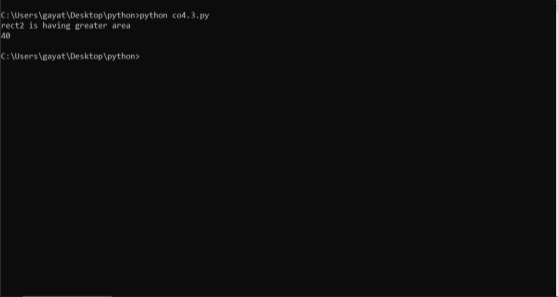 C:\Users\gayat\Desktop\python>python co4.3.py
rect2 is having greater area
40
C:\Users\gayat\Desktop\python>